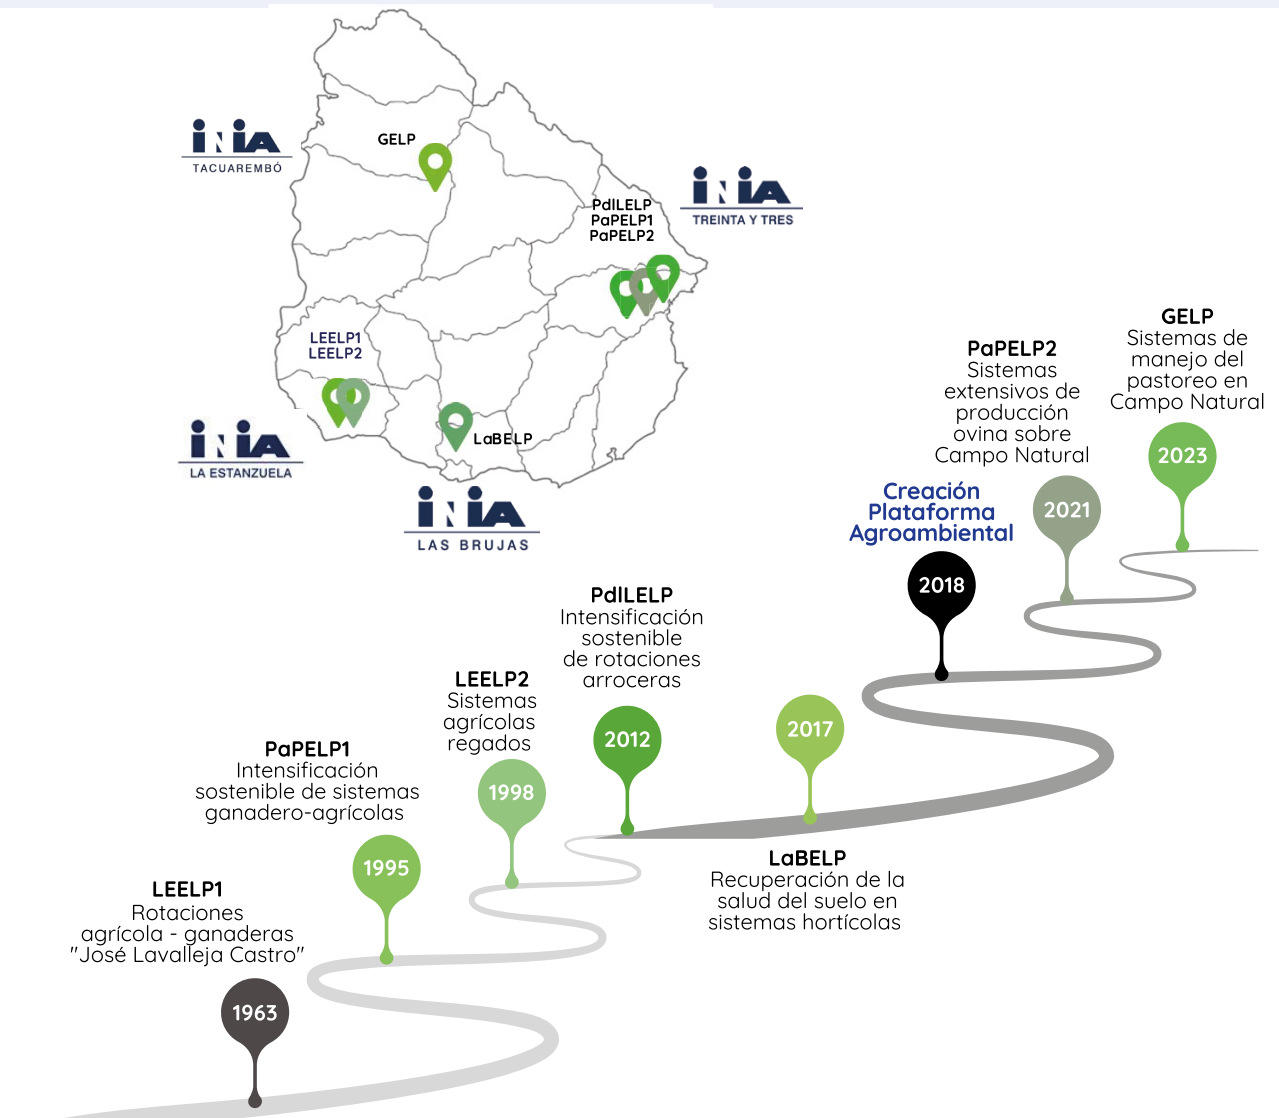 GELP
iNiA
TACUAREMBÓ
iNiA
TREINTA Y TRES
PdlLELP
PaPELP1
PaPELP2
LEELP1
LEELP2
iNiA
LA ESTANZUELA
LaBELP
iNiA
LAS BRUJAS
GELP
Sistemas de
manejo del
pastoreo en
Campo Natural
2023
PaPELP2
Sistemas
extensivos de
producción
ovina sobre
Campo Natural
2021
Creación
Plataforma
Agroambiental
2018
PdlLELP
Intensificación
sostenible
de rotaciones
arroceras
2012
2017
LaBELP
Recuperación de la
salud del suelo en
sistemas hortícolas
LEELP2
Sistemas
agrícolas
regados
1998
PaPELP1
Intensificación
sostenible de sistemas
ganadero-agrícolas
1995
LEELP1
Rotaciones
agrícola - ganaderas
"José Lavalleja Castro"
1963